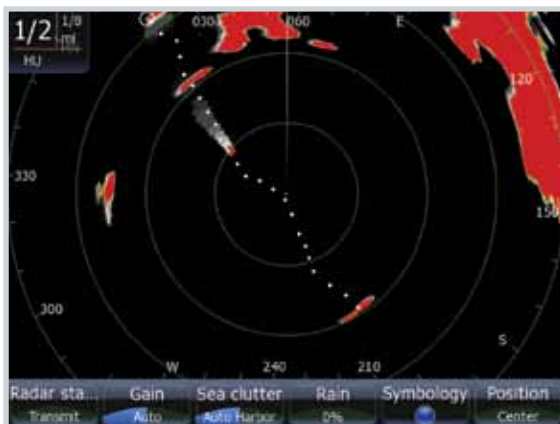 1/2
1/8
mi
HU
030
060
E
120
330
150
300
S
W
240
210
Radar sta... Gain Sea clutter Rain Symbology Position
Transmit Auto Auto Harbor 0% Center